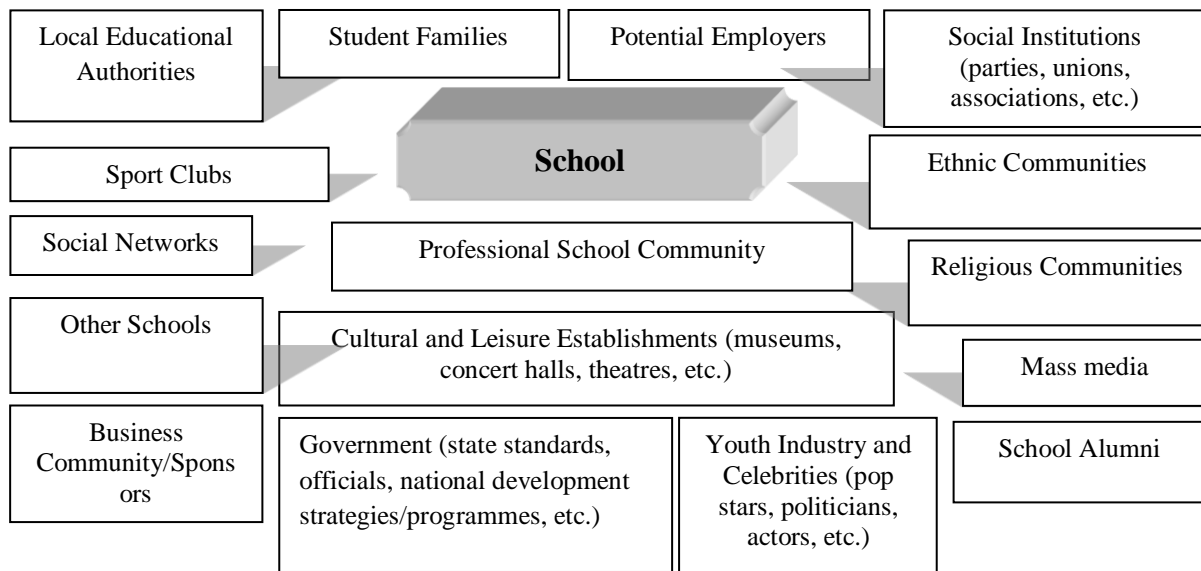 Local Educational
Authorities
Student Families
Potential Employers
Social Institutions
(parties, unions,
associations, etc.)
School
Sport Clubs
Ethnic Communities
Social Networks
Professional School Community
Religious Communities
Other Schools
Cultural and Leisure Establishments (museums,
concert halls, theatres, etc.)
Mass media
Business
Community/Spons
ors
Government (state standards,
officials, national development
strategies/programmes, etc.)
Youth Industry and
Celebrities (pop
stars, politicians,
actors, etc.)
School Alumni